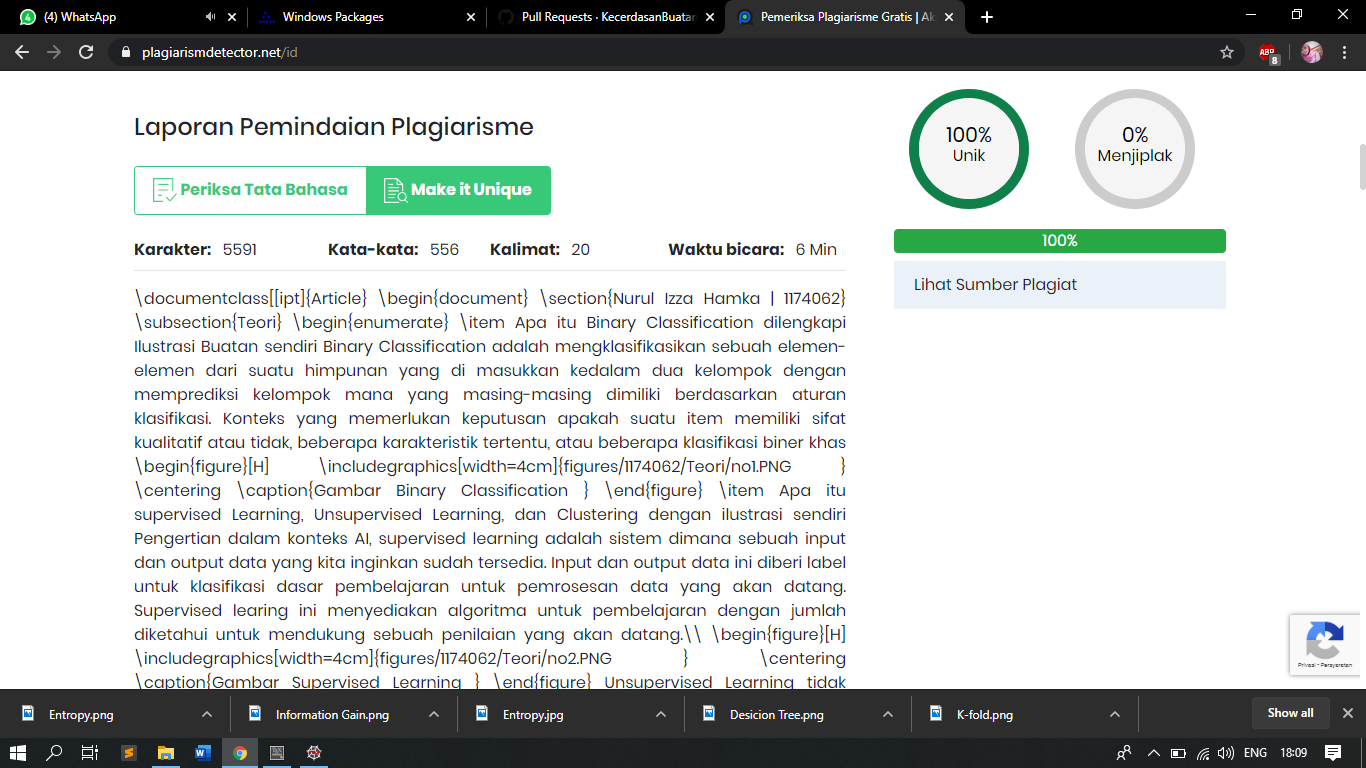 (4) WhatsApp
Windows Packages
Pull Requests · KecerdasanBuatan
Pemeriksa Plagiarisme Gratis | Ak
plagiarismdetector.net/id
ABP
8
Laporan Pemindaian Plagiarisme
Periksa Tata Bahasa
Make it Unique
100%
Unik
0%
Menjiplak
Karakter: 5591 Kata-kata: 556 Kalimat: 20 Waktu bicara: 6 Min
100%
Lihat Sumber Plagiat
\documentclass[[ipt]{Article} \begin{document} \section{Nurul Izza Hamka | 1174062}
\subsection{Teori} \begin{enumerate} \item Apa itu Binary Classification dilengkapi
Ilustrasi Buatan sendiri Binary Classification adalah mengklasifikasikan sebuah elemen-
elemen dari suatu himpunan yang di masukkan kedalam dua kelompok dengan
memprediksi kelompok mana yang masing-masing dimiliki berdasarkan aturan
klasifikasi. Konteks yang memerlukan keputusan apakah suatu item memiliki sifat
kualitatif atau tidak, beberapa karakteristik tertentu, atau beberapa klasifikasi biner khas
\begin{figure}[H] \includegraphics[width=4cm]{figures/1174062/Teori/no1.PNG }
\centering \caption{Gambar Binary Classification } \end{figure} \item Apa itu
supervised Learning, Unsupervised Learning, dan Clustering dengan ilustrasi sendiri
Pengertian dalam konteks AI, supervised learning adalah sistem dimana sebuah input
dan output data yang kita inginkan sudah tersedia. Input dan output data ini diberi label
untuk klasifikasi dasar pembelajaran untuk pemrosesan data yang akan datang.
Supervised learing ini menyediakan algoritma untuk pembelajaran dengan jumlah
diketahui untuk mendukung sebuah penilaian yang akan datang.\\ \begin{figure}[H]
\includegraphics[width=4cm]{figures/1174062/Teori/no2.PNG } \centering
\caption{Gambar Supervised Learning } \end{figure} Unsupervised Learning tidak
Privasi - Persyaratan
Entropy.png
Information Gain.png
Entropy.jpg
Desicion Tree.png
K-fold.png
Show all
ENG
18:09